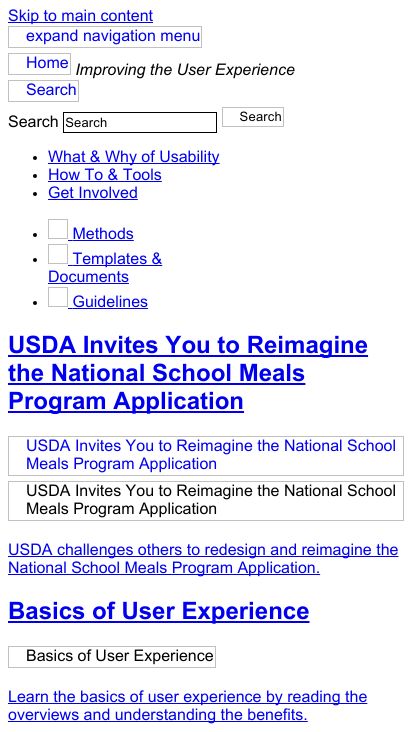 Skip to main content
expand navigation menu
Home Improving the User Experience
Search
Search Search Search
What & Why of Usability
How To & Tools
Get Involved
Methods
Templates &
Documents
Guidelines
USDA Invites You to Reimagine
the National School Meals
Program Application
USDA Invites You to Reimagine the National School
Meals Program Application
USDA Invites You to Reimagine the National School
Meals Program Application
USDA challenges others to redesign and reimagine the
National School Meals Program Application.
Basics of User Experience
Basics of User Experience
Learn the basics of user experience by reading the
overviews and understanding the benefits.